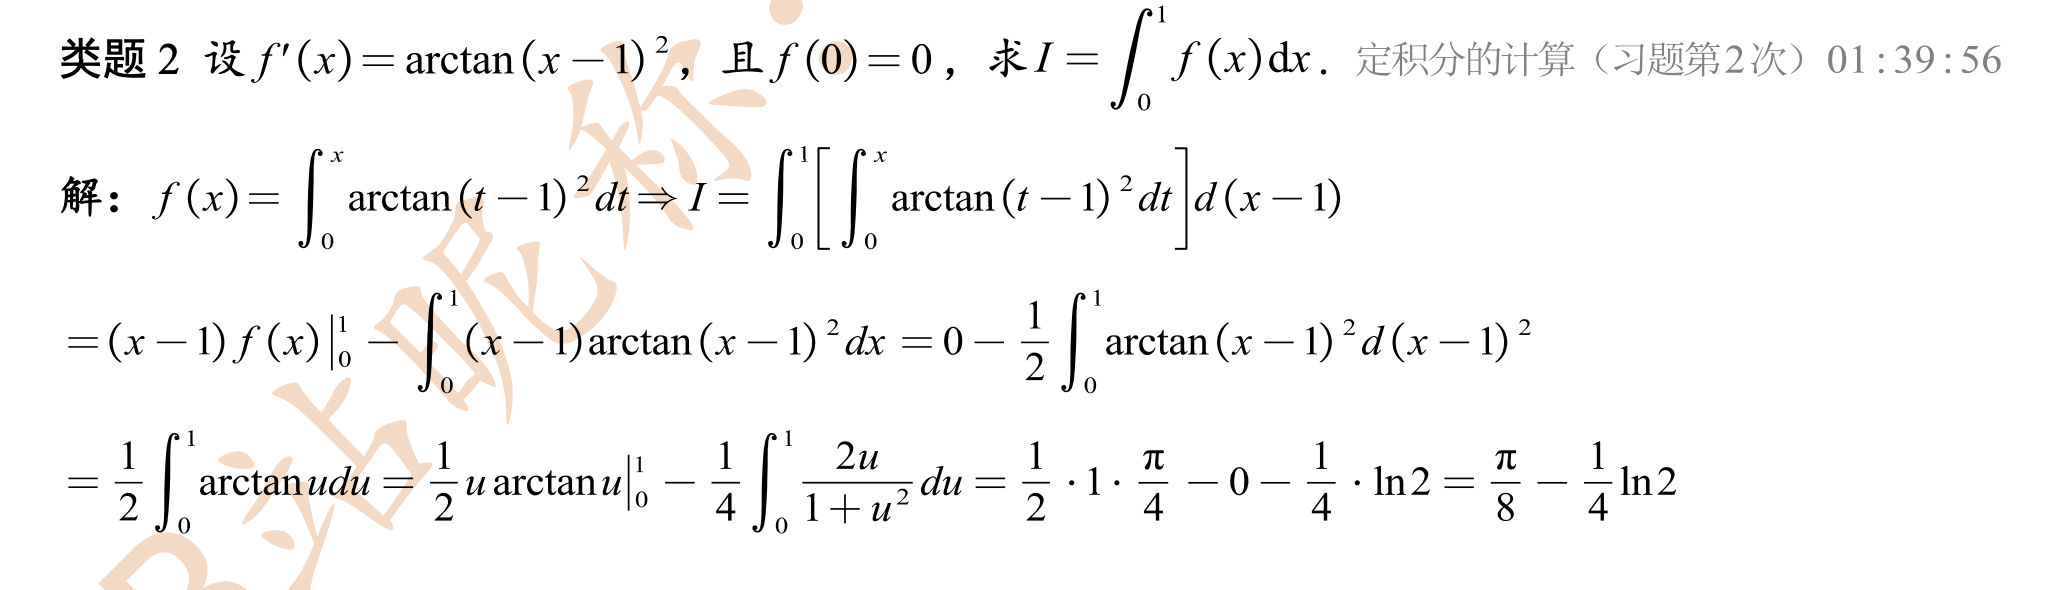 类题 2 设 f′(x) = arctan(x − 1)², 且 f(0) = 0, 求 I = ∫₀¹ f(x)dx. 定积分的计算（习题第2次）01:39:56
解: f(x) = ∫₀ˣ arctan(t − 1)² dt ⇒ I = ∫₀¹ [∫₀ˣ arctan(t − 1)² dt] d(x − 1)
= (x − 1) f(x)|₀¹ − ∫₀¹ (x − 1)arctan(x − 1)² dx = 0 − 1/2 ∫₀¹ arctan(x − 1)² d(x − 1)²
= 1/2 ∫₀¹ arctan u du = 1/2 u arctan u|₀¹ − 1/4 ∫₀¹ 2u/(1 + u²) du = 1/2 · 1 · π/4 − 0 − 1/4 · ln2 = π/8 − 1/4 ln2
B站昵称: